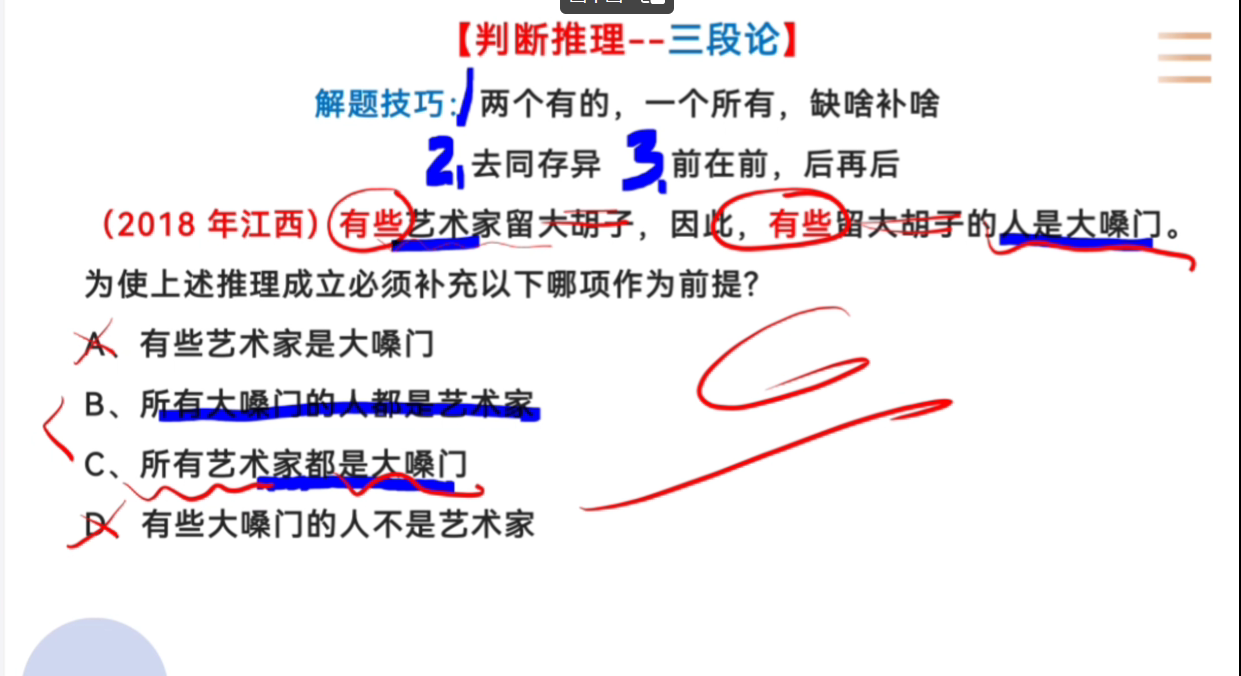 【判断推理--三段论】
解题技巧：1两个有的，一个所有，缺啥补啥
2、去同存异 3、前在前，后再后
（2018 年江西）有些艺术家留大胡子，因此，有些留大胡子的人是大嗓门。
为使上述推理成立必须补充以下哪项作为前提？
A、有些艺术家是大嗓门
B、所有大嗓门的人都是艺术家
C、所有艺术家都是大嗓门
D、有些大嗓门的人不是艺术家